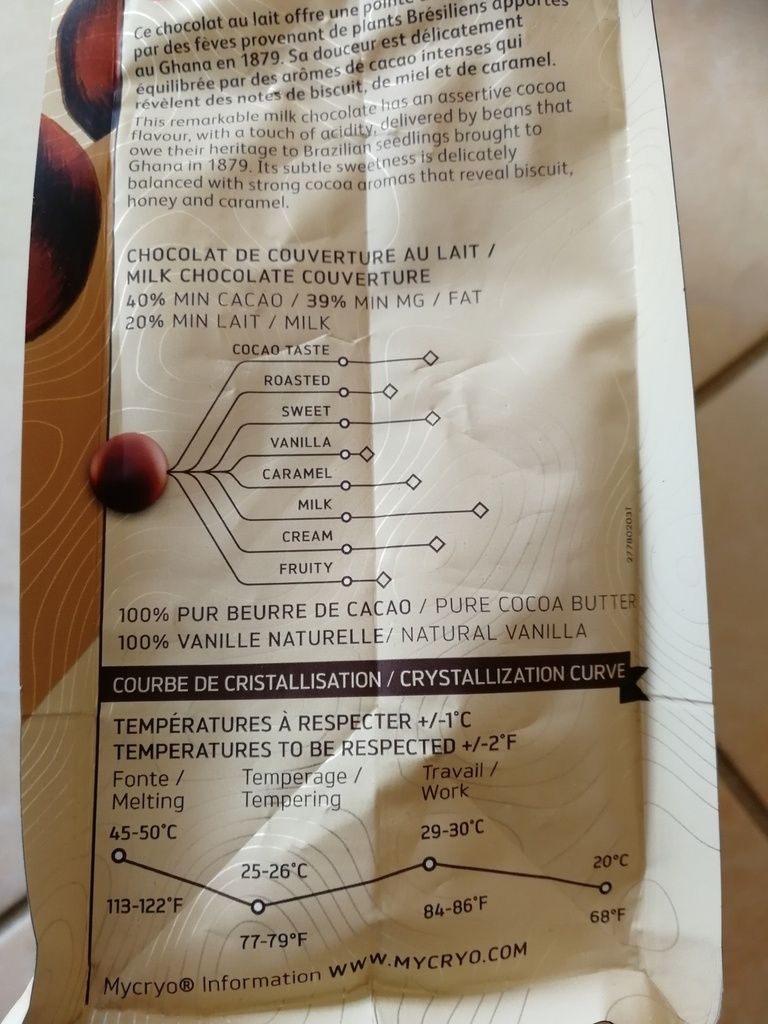 Ce chocolat au lait offre une pointe
par des fèves provenant de plants Brésiliens apportés
au Ghana en 1879. Sa douceur est délicatement
équilibrée par des arômes de cacao intenses qui
révèlent des notes de biscuit, de miel et de caramel.
This remarkable milk chocolate has an assertive cocoa
flavour, with a touch of acidity, delivered by beans that
owe their heritage to Brazilian seedlings brought to
Ghana in 1879. Its subtle sweetness is delicately
balanced with strong cocoa aromas that reveal biscuit,
honey and caramel.
CHOCOLAT DE COUVERTURE AU LAIT /
MILK CHOCOLATE COUVERTURE
40% MIN CACAO / 39% MIN MG / FAT
20% MIN LAIT / MILK
COCAO TASTE
ROASTED
SWEET
VANILLA
CARAMEL
MILK
CREAM
FRUITY
100% PUR BEURRE DE CACAO / PURE COCOA BUTTER
100% VANILLE NATURELLE/ NATURAL VANILLA
COURBE DE CRISTALLISATION / CRYSTALLIZATION CURVE
TEMPÉRATURES À RESPECTER +/-1°C
TEMPERATURES TO BE RESPECTED +/-2°F
Fonte /
Melting
Temperage /
Tempering
Travail /
Work
45-50°C
25-26°C
29-30°C
20°C
113-122°F
77-79°F
84-86°F
68°F
Mycryo® Information WWW.MYCRYO.COM